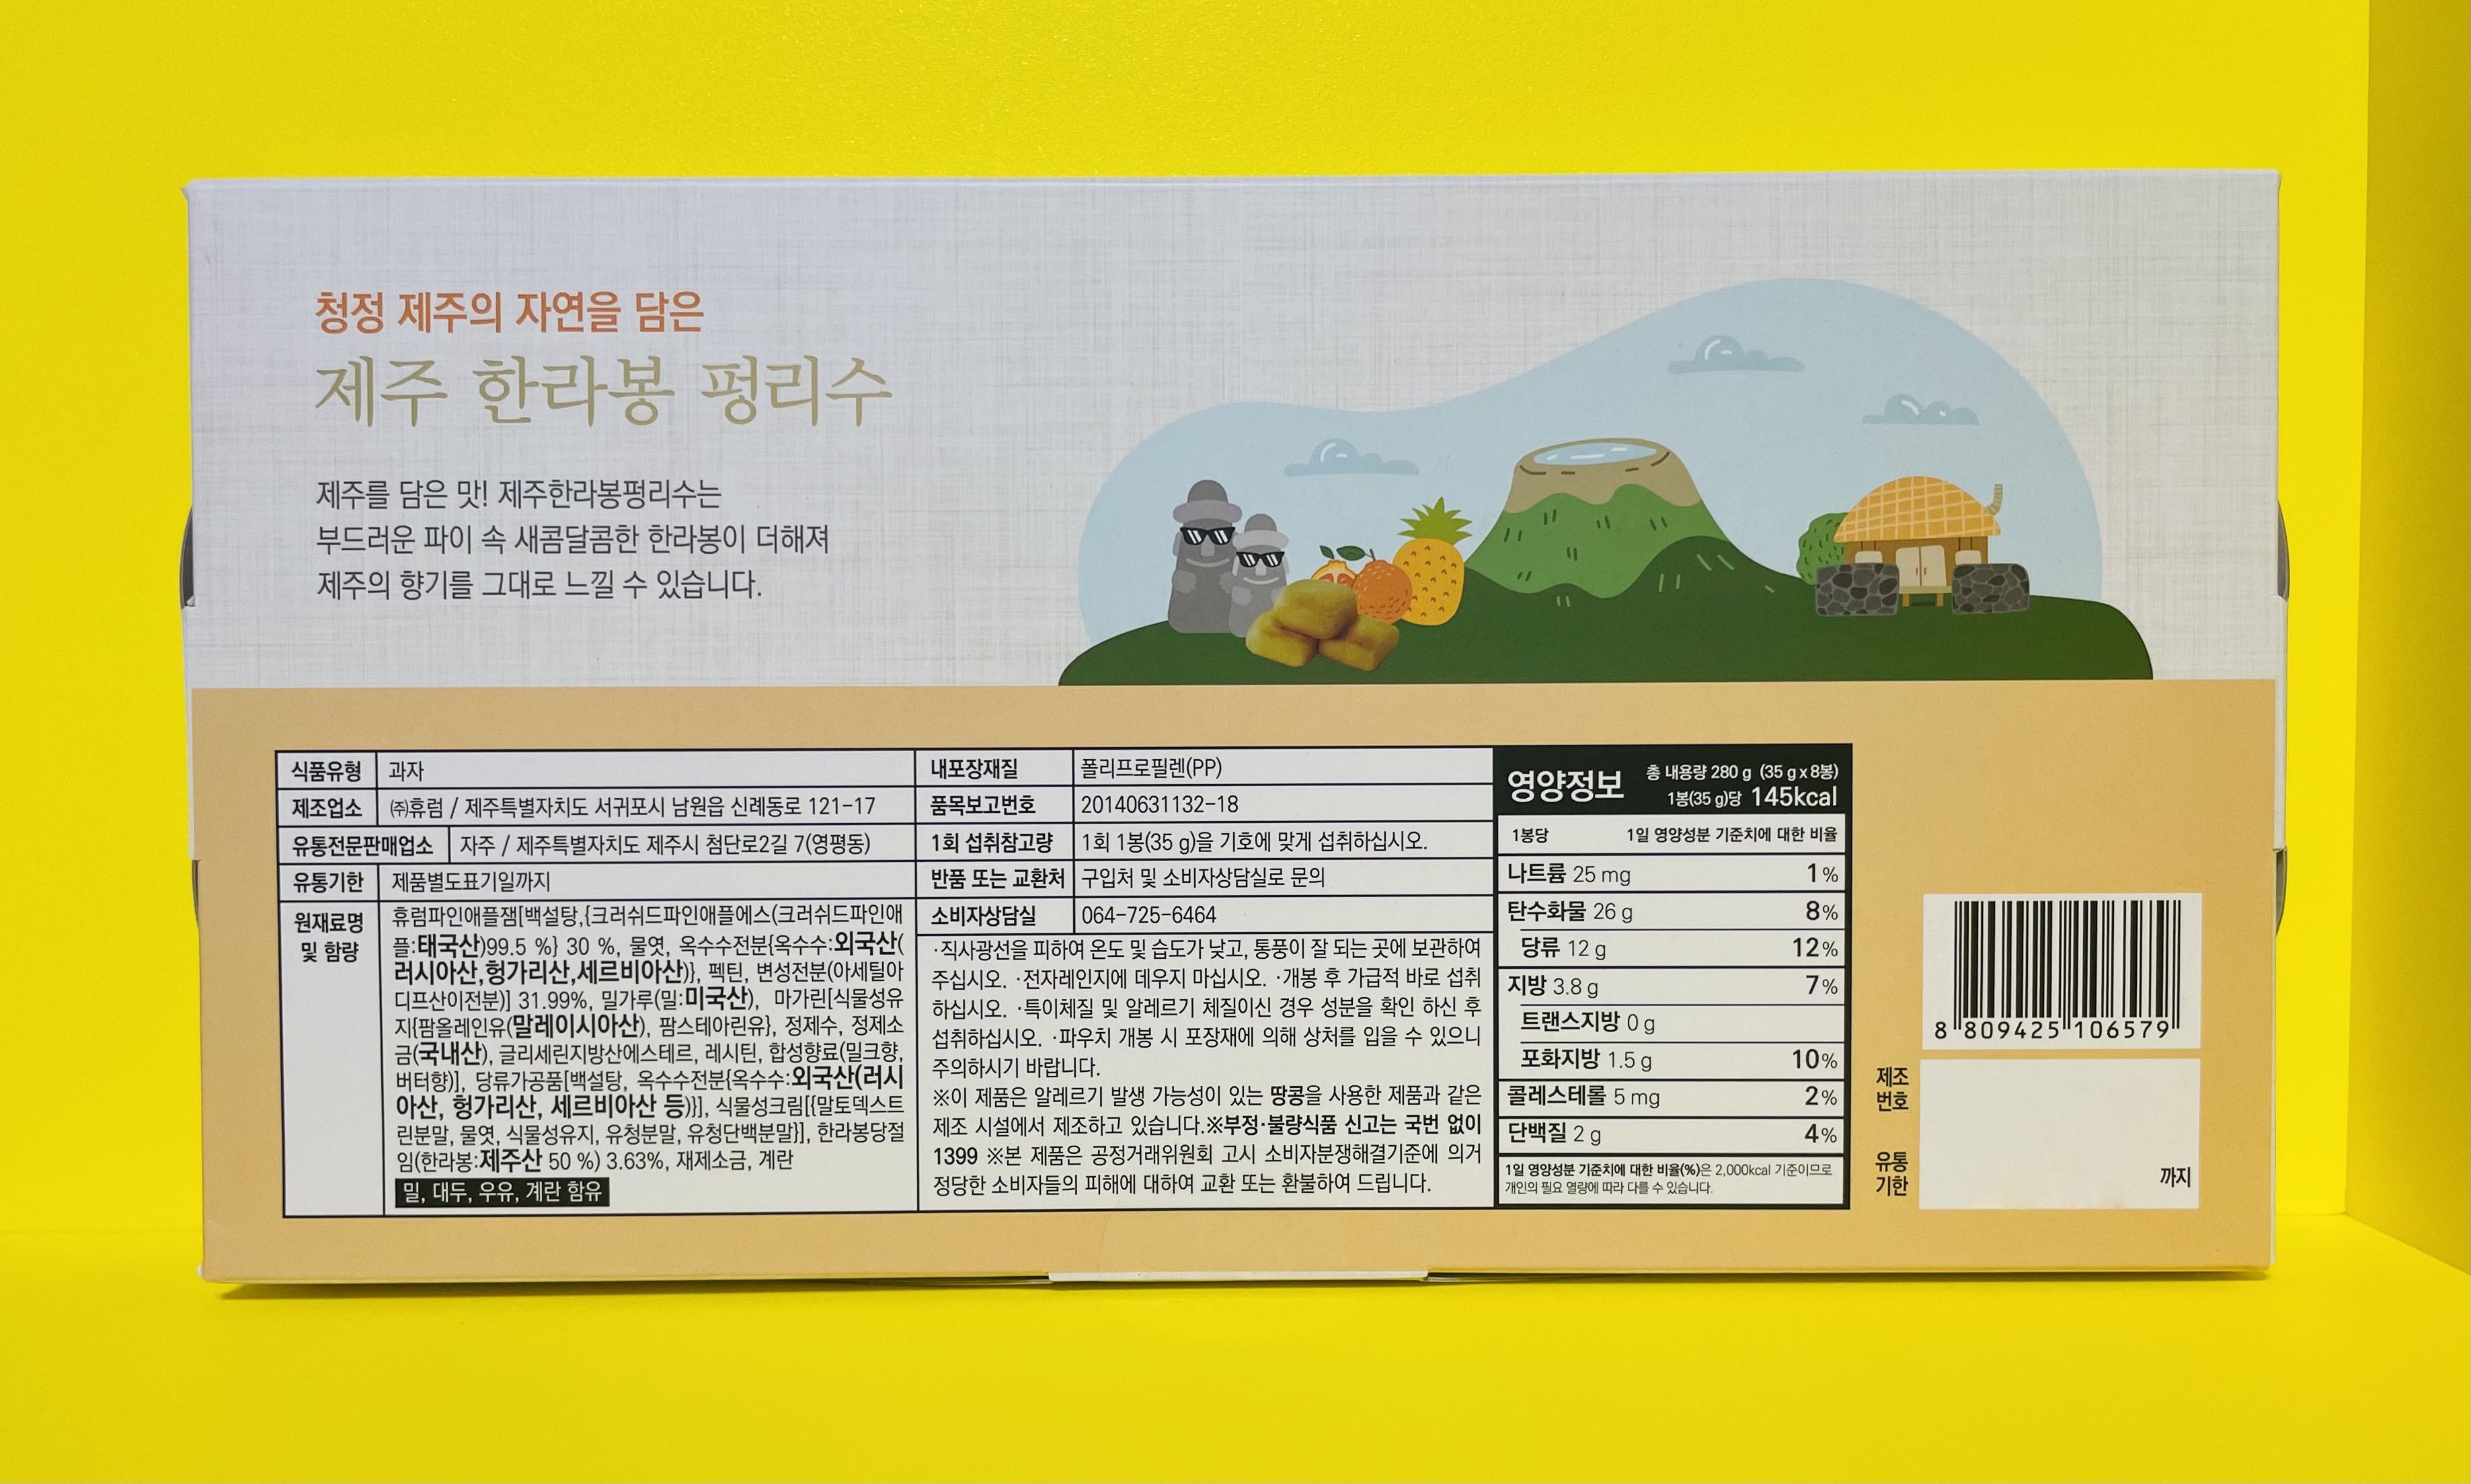 청정 제주의 자연을 담은
제주 한라봉 펑리수
제주를 담은 맛! 제주한라봉펑리수는
부드러운 파이 속 새콤달콤한 한라봉이 더해져
제주의 향기를 그대로 느낄 수 있습니다.
식품유형 과자
제조업소 ㈜휴럼 / 제주특별자치도 서귀포시 남원읍 신례동로 121-17
유통전문판매업소 자주 / 제주특별자치도 제주시 첨단로2길 7(영평동)
유통기한 제품별도표기일까지
원재료명 및 함량
휴럼파인애플잼[백설탕,{크러쉬드파인애플에스(크러쉬드파인애
플:태국산)99.5 %} 30 %, 물엿, 옥수수전분{옥수수:외국산(
러시아산,헝가리산,세르비아산)}, 펙틴, 변성전분(아세틸아
디프산이전분)] 31.99%, 밀가루(밀:미국산), 마가린[식물성유
지{팜올레인유(말레이시아산), 팜스테아린유}, 정제수, 정제소
금(국내산), 글리세린지방산에스테르, 레시틴, 합성향료(밀크향,
버터향)], 당류가공품[백설탕, 옥수수전분{옥수수:외국산(러시
아산, 헝가리산, 세르비아산 등)}], 식물성크림[{말토덱스트
린분말, 물엿, 식물성유지, 유청분말, 유청단백분말}], 한라봉당절
임(한라봉:제주산 50 %) 3.63%, 재제소금, 계란
밀, 대두, 우유, 계란 함유
내포장재질 폴리프로필렌(PP)
품목보고번호 20140631132-18
1회 섭취참고량 1회 1봉(35 g)을 기호에 맞게 섭취하십시오.
반품 또는 교환처 구입처 및 소비자상담실로 문의
소비자상담실 064-725-6464
·직사광선을 피하여 온도 및 습도가 낮고, 통풍이 잘 되는 곳에 보관하여
주십시오. ·전자레인지에 데우지 마십시오. ·개봉 후 가급적 바로 섭취
하십시오. ·특이체질 및 알레르기 체질이신 경우 성분을 확인 하신 후
섭취하십시오. ·파우치 개봉 시 포장재에 의해 상처를 입을 수 있으니
주의하시기 바랍니다.
※이 제품은 알레르기 발생 가능성이 있는 땅콩을 사용한 제품과 같은
제조 시설에서 제조하고 있습니다.※부정·불량식품 신고는 국번 없이
1399 ※본 제품은 공정거래위원회 고시 소비자분쟁해결기준에 의거
정당한 소비자들의 피해에 대하여 교환 또는 환불하여 드립니다.
영양정보
총 내용량 280 g (35 g x 8봉)
1봉(35 g)당 145kcal
1봉당 1일 영양성분 기준치에 대한 비율
나트륨 25 mg 1%
탄수화물 26 g 8%
당류 12 g 12%
지방 3.8 g 7%
트랜스지방 0 g
포화지방 1.5 g 10%
콜레스테롤 5 mg 2%
단백질 2 g 4%
1일 영양성분 기준치에 대한 비율(%)은 2,000kcal 기준이므로
개인의 필요 열량에 따라 다를 수 있습니다.
8 809425 106579
제조
번호
유통
기한
까지